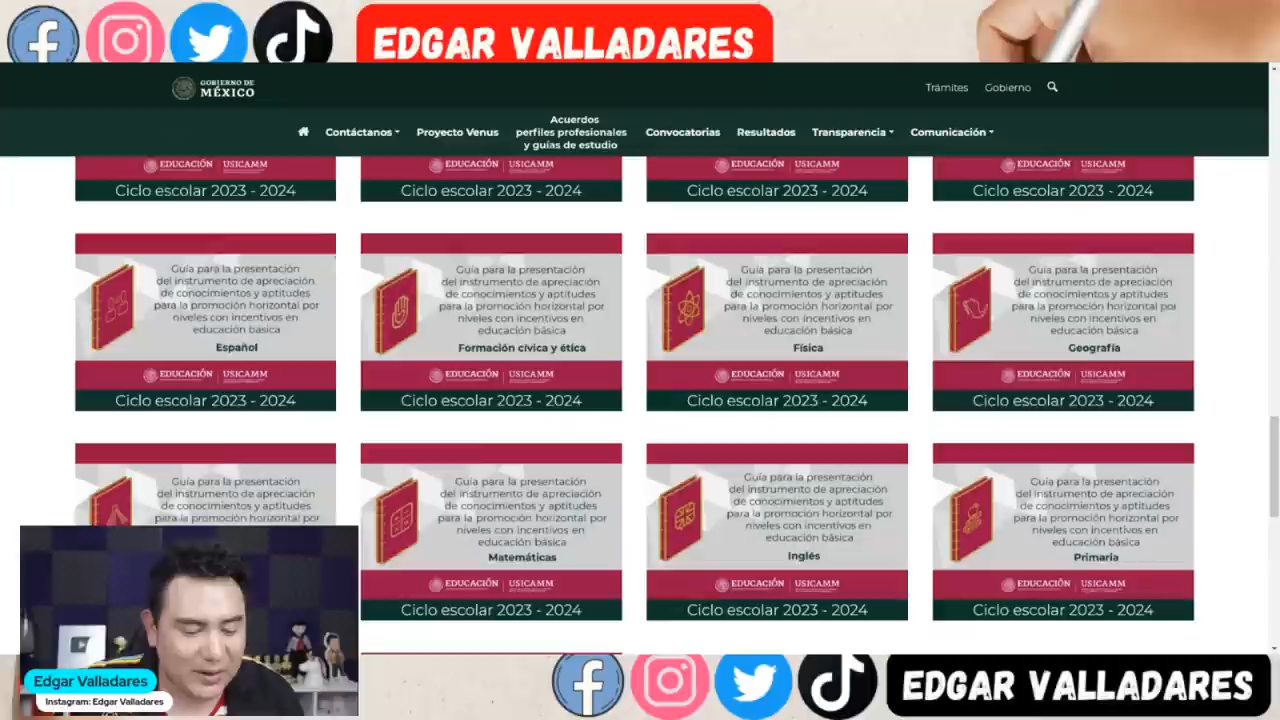 EDGAR VALLADARES
GOBIERNO DE
MÉXICO
Trámites
Gobierno
Contáctanos
Proyecto Venus
Acuerdos
perfiles profesionales
y guías de estudio
Convocatorias
Resultados
Transparencia
Comunicación
EDUCACIÓN
USICAMM
Ciclo escolar 2023 - 2024
EDUCACIÓN
USICAMM
Ciclo escolar 2023 - 2024
EDUCACIÓN
USICAMM
Ciclo escolar 2023 - 2024
EDUCACIÓN
USICAMM
Ciclo escolar 2023 - 2024
Guía para la presentación
del instrumento de apreciación
de conocimientos y aptitudes
para la promoción horizontal por
niveles con incentivos en
educación básica
Español
EDUCACIÓN
USICAMM
Ciclo escolar 2023 - 2024
Guía para la presentación
del instrumento de apreciación
de conocimientos y aptitudes
para la promoción horizontal por
niveles con incentivos en
educación básica
Formación cívica y ética
EDUCACIÓN
USICAMM
Ciclo escolar 2023 - 2024
Guía para la presentación
del instrumento de apreciación
de conocimientos y aptitudes
para la promoción horizontal por
niveles con incentivos en
educación básica
Física
EDUCACIÓN
USICAMM
Ciclo escolar 2023 - 2024
Guía para la presentación
del instrumento de apreciación
de conocimientos y aptitudes
para la promoción horizontal por
niveles con incentivos en
educación básica
Geografía
EDUCACIÓN
USICAMM
Ciclo escolar 2023 - 2024
Guía para la presentación
del instrumento de apreciación
de conocimientos y aptitudes
para la promoción horizontal por
Guía para la presentación
del instrumento de apreciación
de conocimientos y aptitudes
para la promoción horizontal por
niveles con incentivos en
educación básica
Matemáticas
EDUCACIÓN
USICAMM
Ciclo escolar 2023 - 2024
Guía para la presentación
del instrumento de apreciación
de conocimientos y aptitudes
para la promoción horizontal por
niveles con incentivos en
educación básica
Inglés
EDUCACIÓN
USICAMM
Ciclo escolar 2023 - 2024
Guía para la presentación
del instrumento de apreciación
de conocimientos y aptitudes
para la promoción horizontal por
niveles con incentivos en
educación básica
Primaria
EDUCACIÓN
USICAMM
Ciclo escolar 2023 - 2024
Edgar Valladares
Instagram: Edgar Valladares
EDGAR VALLADARES